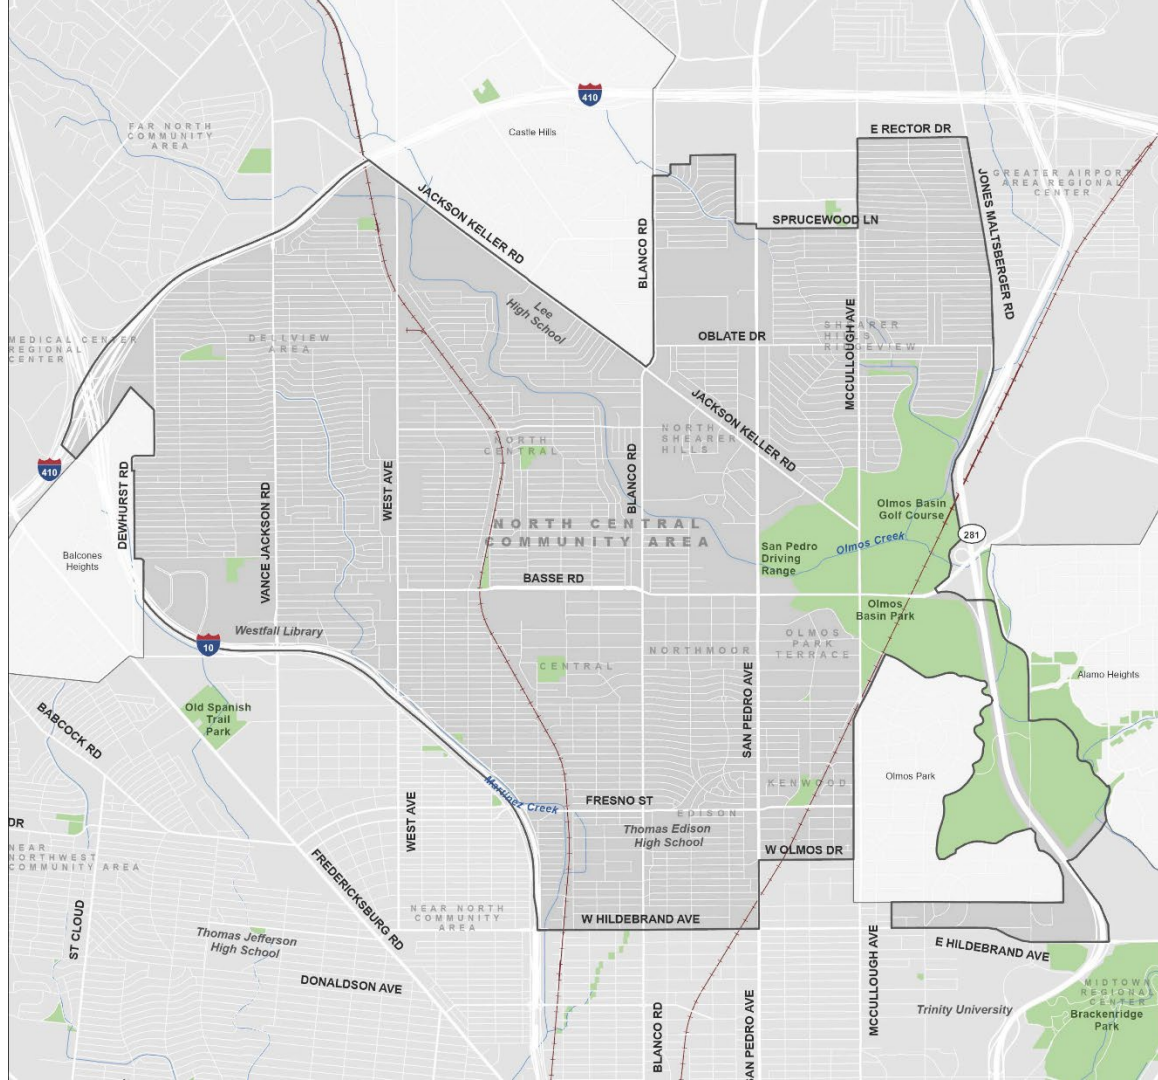 410
E RECTOR DR
FAR NORTH
COMMUNITY
AREA
Castle Hills
GREATER AIRPORT
AREA REGIONAL
CENTER
JACKSON KELLER RD
BLANCO RD
SPRUCEWOOD LN
JONES MALTSBERGER RD
Lee
High School
MEDICAL CENTER
REGIONAL
CENTER
DELLVIEW
AREA
OBLATE DR
MCCULLOUGH AVE
SHEARER
HILLS
RIDGEVIEW
JACKSON KELLER RD
NORTH
SHEARER
HILLS
NORTH
CENTRAL
410
DEWHURST RD
VANCE JACKSON RD
WEST AVE
BLANCO RD
NORTH CENTRAL
COMMUNITY AREA
Olmos Basin
Golf Course
Olmos Creek
281
San Pedro
Driving
Range
Balcones
Heights
BASSE RD
Olmos
Basin Park
Westfall Library
10
OLMOS
PARK
TERRACE
NORTHMOOR
CENTRAL
Alamo Heights
SAN PEDRO AVE
Old Spanish
Trail
Park
BABCOCK RD
Olmos Park
KENWOOD
Martinez Creek
FRESNO ST
EDISON
WEST AVE
Thomas Edison
High School
DR
NEAR
NORTHWEST
COMMUNITY AREA
W OLMOS DR
FREDERICKSBURG RD
NEAR NORTH
COMMUNITY
AREA
W HILDEBRAND AVE
ST CLOUD
Thomas Jefferson
High School
E HILDEBRAND AVE
MCCULLOUGH AVE
DONALDSON AVE
MIDTOWN
REGIONAL
CENTER
Brackenridge
Park
Trinity University
BLANCO RD
SAN PEDRO AVE